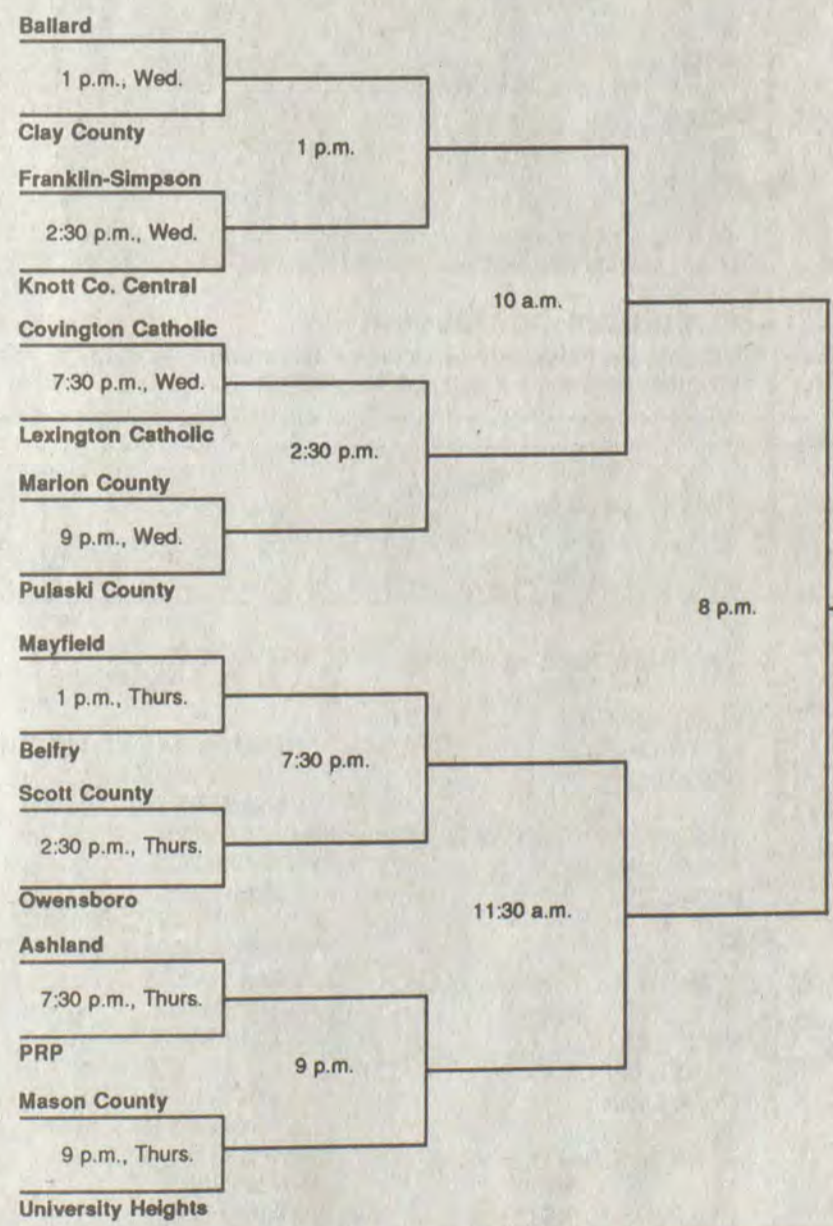 Ballard
1 p.m., Wed.
Clay County
1 p.m.
Franklin-Simpson
2:30 p.m., Wed.
Knott Co. Central
10 a.m.
Covington Catholic
7:30 p.m., Wed.
Lexington Catholic
2:30 p.m.
Marion County
9 p.m., Wed.
Pulaski County
8 p.m.
Mayfield
1 p.m., Thurs.
Belfry
7:30 p.m.
Scott County
2:30 p.m., Thurs.
Owensboro
11:30 a.m.
Ashland
7:30 p.m., Thurs.
PRP
9 p.m.
Mason County
9 p.m., Thurs.
University Heights